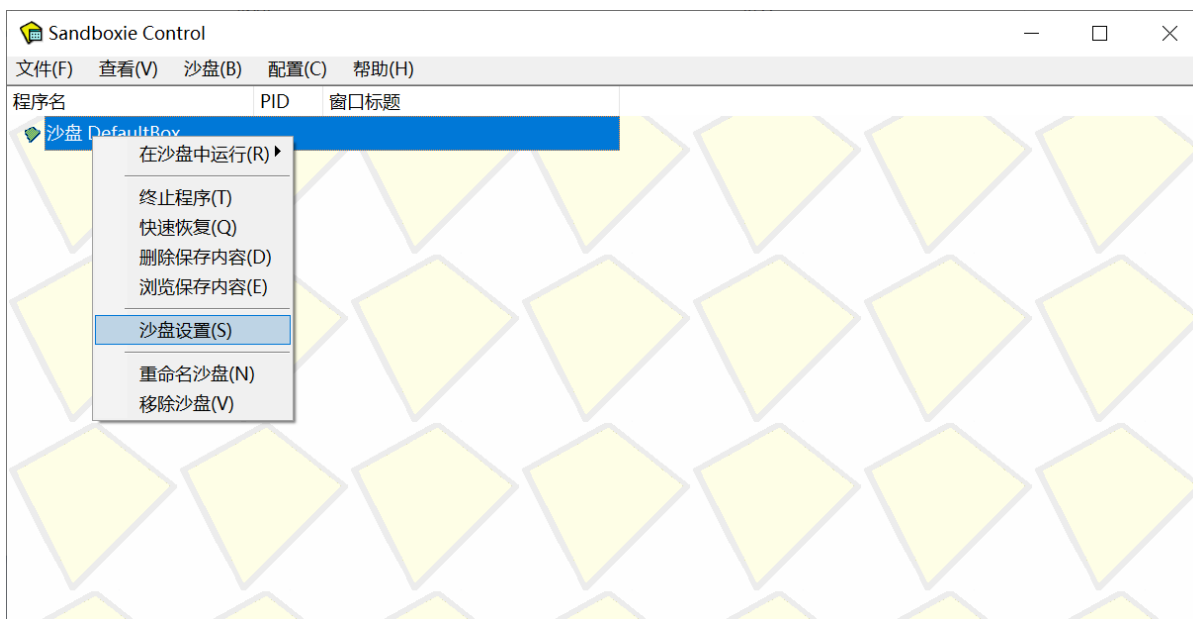 Sandboxie Control
文件(F) 查看(V) 沙盘(B) 配置(C) 帮助(H)
程序名 PID 窗口标题
沙盘 DefaultBox
在沙盘中运行(R)
终止程序(T)
快速恢复(Q)
删除保存内容(D)
浏览保存内容(E)
沙盘设置(S)
重命名沙盘(N)
移除沙盘(V)